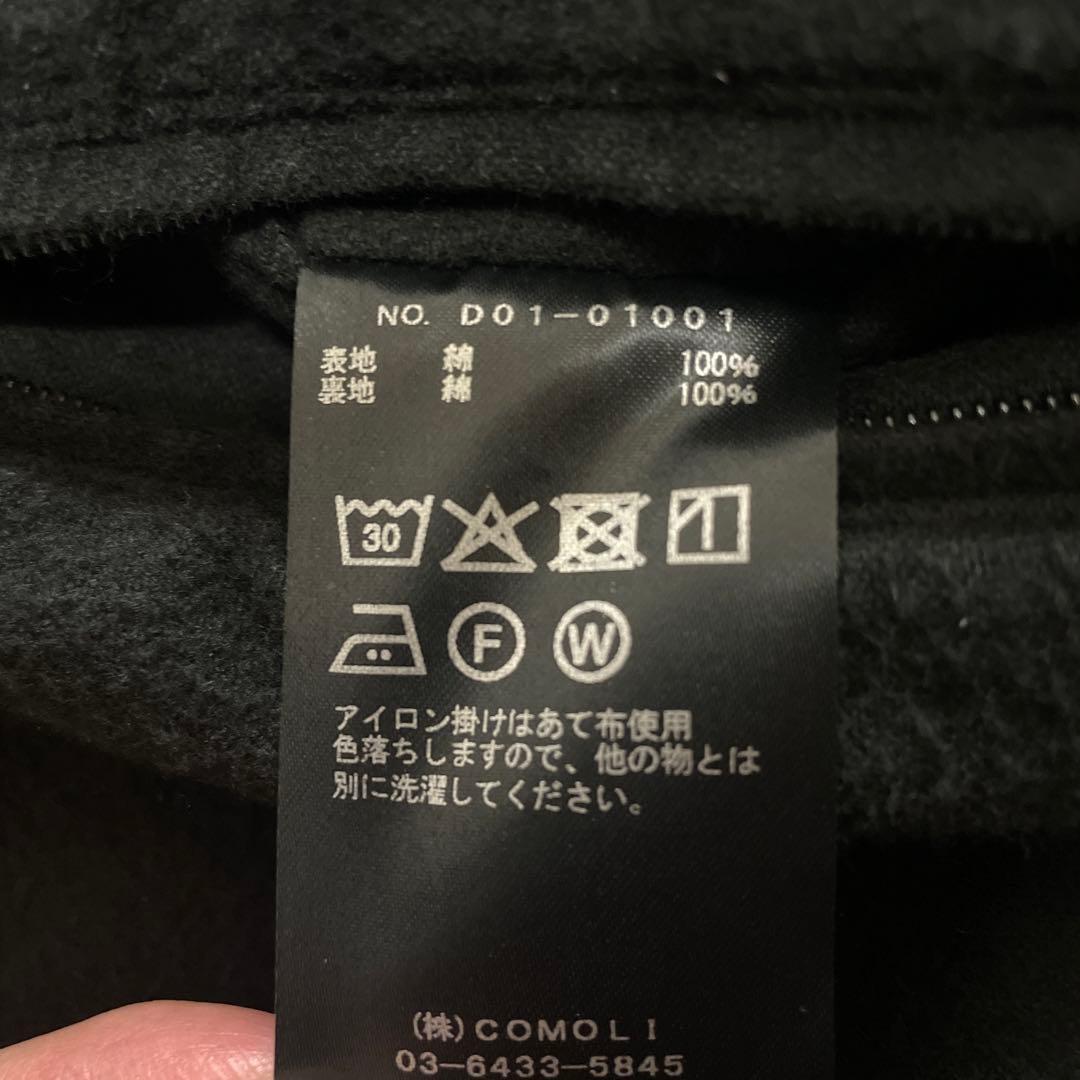 NO. D01-01001
表地 綿 100%
裏地 綿 100%
30
F W
アイロン掛けはあて布使用
色落ちしますので、他の物とは
別に洗濯してください。
(株)COMOLI
03-6433-5845